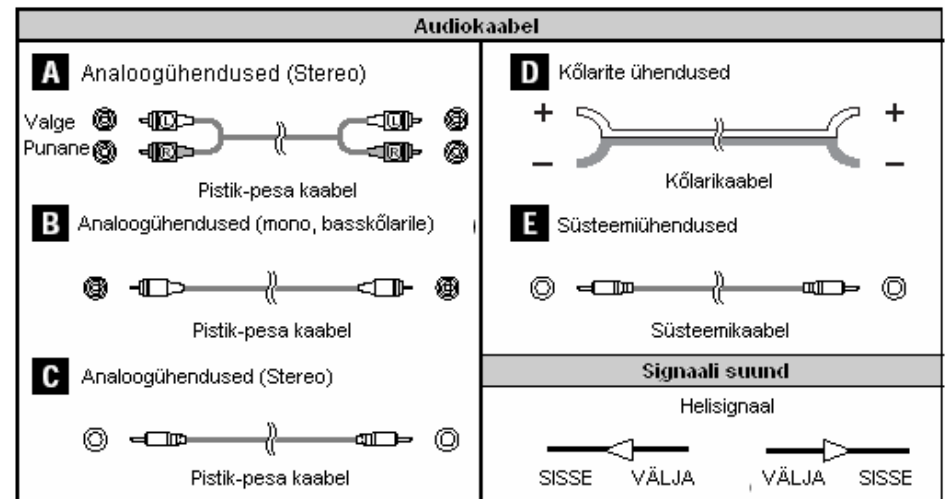 Audiokaabel
A Analoogühendused (Stereo)
Valge L L
Punane R R
Pistik-pesa kaabel
B Analoogühendused (mono, basskõlarile)
Pistik-pesa kaabel
C Analoogühendused (Stereo)
Pistik-pesa kaabel
D Kõlarite ühendused
+ +
– –
Kõlarikaabel
E Süsteemiühendused
Süsteemikaabel
Signaali suund
Helisignaal
SISSE VÄLJA VÄLJA SISSE